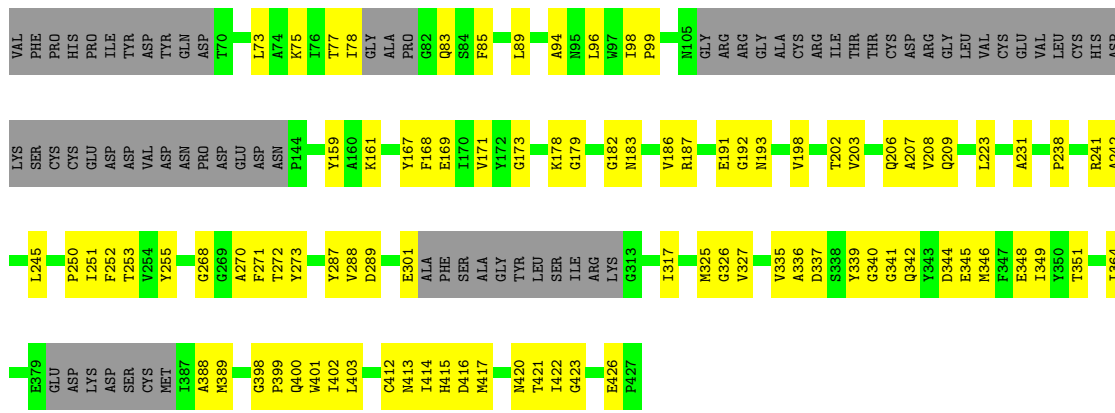 VAL PHE PRO HIS PRO ILE TYR ASP TYR GLN ASP T70 L73 A74 K75 I76 T77 I78 GLY ALA PRO G82 Q83 S84 F85 L89 A94 N95 L96 W97 I98 P99 N105 GLY ARG ARG GLY ALA CYS ARG ILE THR THR CYS ASP ARG GLY LEU VAL CYS GLU VAL LEU CYS HIS ASP
LYS SER CYS CYS GLU ASP ASP VAL ASP ASN PRO ASP GLU ASP ASN P144 Y159 A160 K161 Y167 F168 E169 I170 V171 Y172 G173 K178 G179 G182 N183 V186 R187 E191 G192 N193 V198 T202 V203 Q206 A207 V208 Q209 L223 A231 P238 R241 A242
L245 P250 I251 F252 T253 V254 Y255 G268 G269 A270 F271 T272 Y273 Y287 V288 D289 E301 ALA PHE SER ALA GLY TYR LEU SER ILE ARG LYS G313 I317 M325 G326 V327 V335 A336 D337 S338 Y339 G340 G341 Q342 Y343 D344 E345 M346 F347 E348 I349 Y350 T351
E379 GLU ASP LYS ASP SER CYS MET I387 A388 M389 G398 P399 Q400 W401 I402 L403 C412 N413 I414 H415 D416 M417 N420 T421 I422 G423 E426 P427